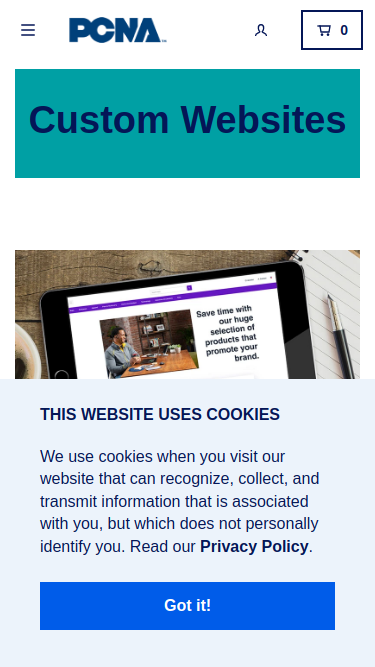 PCNA
0
Custom Websites
Save time with
our huge
selection of
products that
promote your
brand.
THIS WEBSITE USES COOKIES
We use cookies when you visit our
website that can recognize, collect, and
transmit information that is associated
with you, but which does not personally
identify you. Read our Privacy Policy.
Got it!